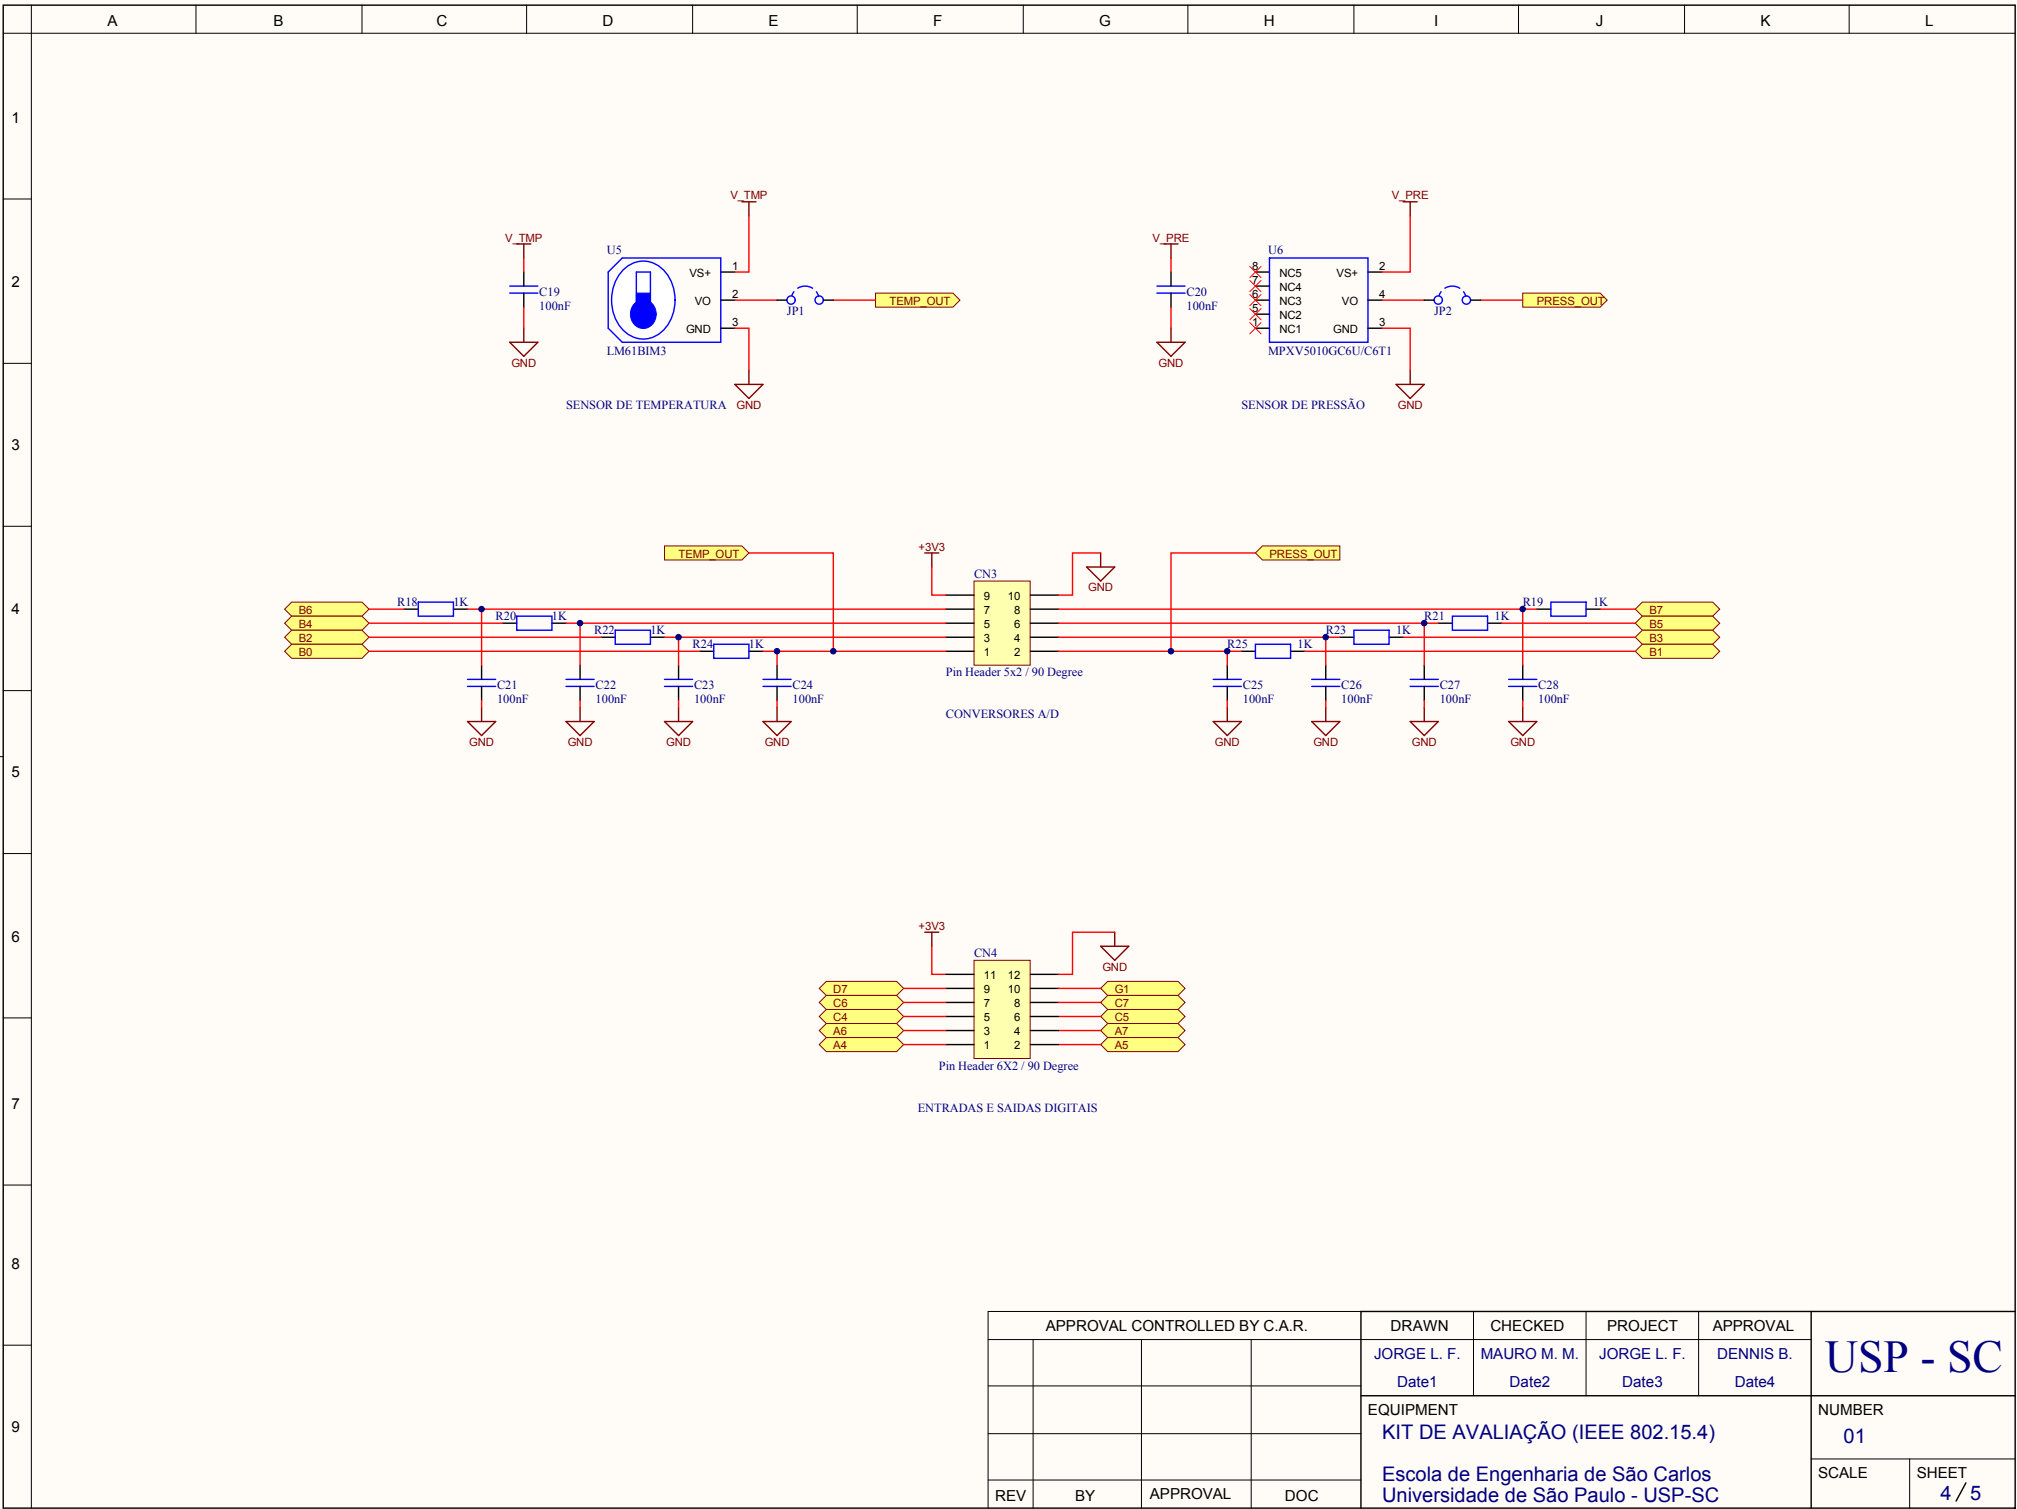 A B C D E F G H I J K L
1
2
3
4
5
6
7
8
9
V_TMP
V_TMP
C19
100nF
GND
U5
VS+ 1
VO 2
GND 3
LM61BIM3
JP1
TEMP_OUT
GND
SENSOR DE TEMPERATURA
V_PRE
V_PRE
C20
100nF
GND
U6
8 NC5 VS+ 2
7 NC4
6 NC3 VO 4
5 NC2
1 NC1 GND 3
MPXV5010GC6U/C6T1
JP2
PRESS_OUT
GND
SENSOR DE PRESSÃO
TEMP_OUT
+3V3
GND
PRESS_OUT
CN3
9 10
7 8
5 6
3 4
1 2
Pin Header 5x2 / 90 Degree
CONVERSORES A/D
B6
B4
B2
B0
R18 1K
R20 1K
R22 1K
R24 1K
C21
100nF
GND
C22
100nF
GND
C23
100nF
GND
C24
100nF
GND
R25 1K
R23 1K
R21 1K
R19 1K
B7
B5
B3
B1
C25
100nF
GND
C26
100nF
GND
C27
100nF
GND
C28
100nF
GND
+3V3
GND
CN4
11 12
D7 9 10 G1
C6 7 8 C7
C4 5 6 C5
A6 3 4 A7
A4 1 2 A5
Pin Header 6X2 / 90 Degree
ENTRADAS E SAIDAS DIGITAIS
APPROVAL CONTROLLED BY C.A.R.
REV BY APPROVAL DOC
DRAWN CHECKED PROJECT APPROVAL
JORGE L. F. MAURO M. M. JORGE L. F. DENNIS B.
Date1 Date2 Date3 Date4
USP - SC
EQUIPMENT
KIT DE AVALIAÇÃO (IEEE 802.15.4)
Escola de Engenharia de São Carlos
Universidade de São Paulo - USP-SC
NUMBER
01
SCALE
SHEET
4 / 5